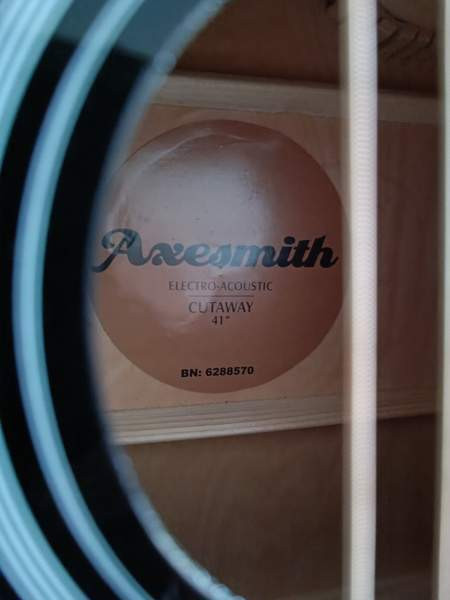 Axesmith
ELECTRO-ACOUSTIC
CUTAWAY
41"
BN: 6288570